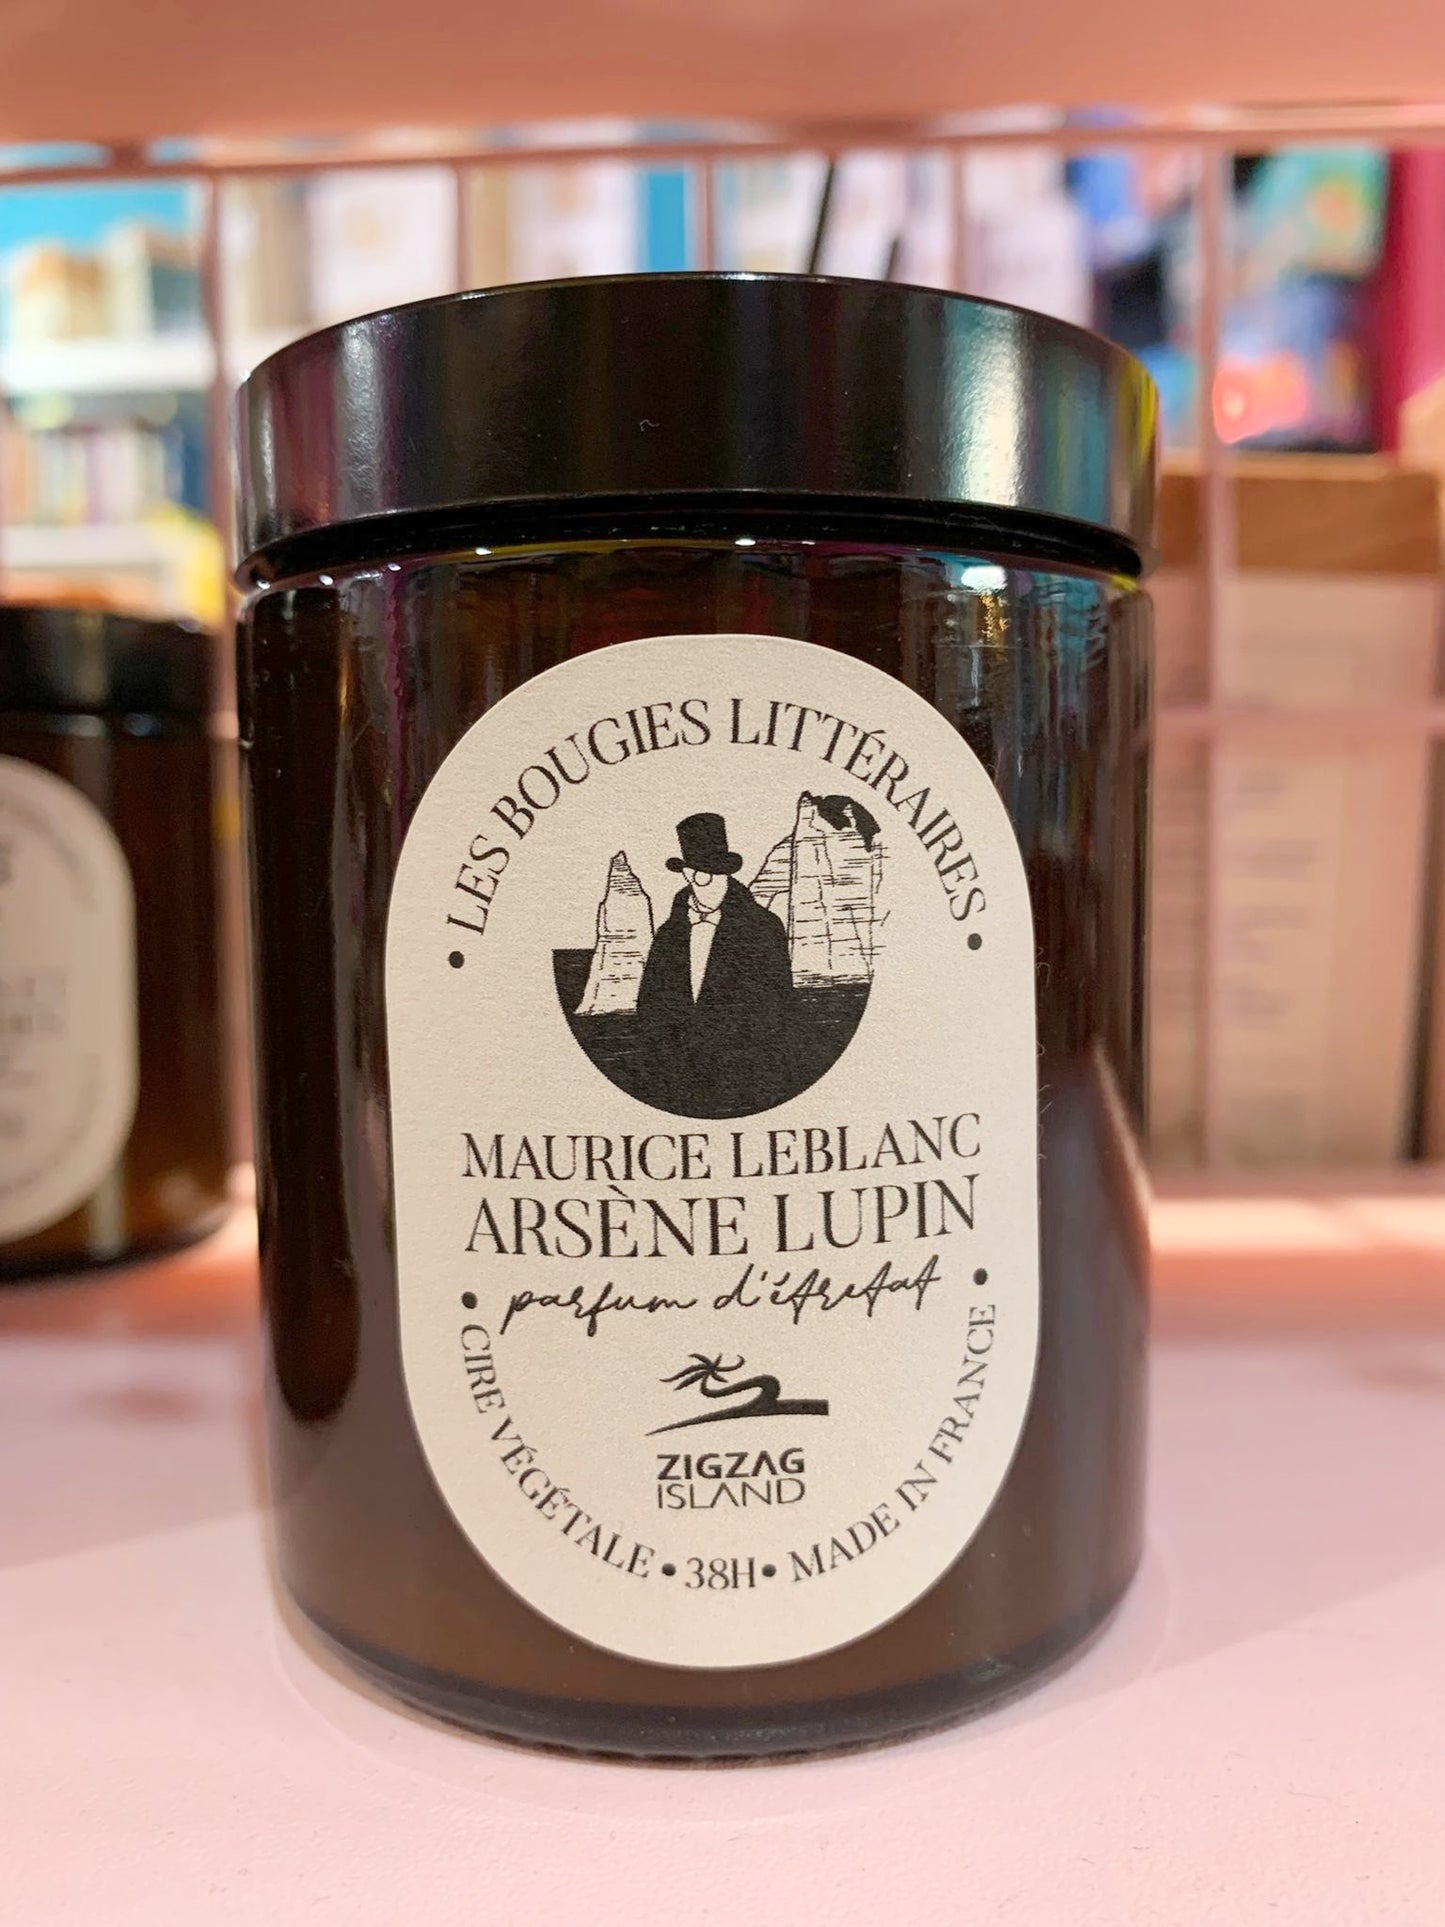 • LES BOUGIES LITTÉRAIRES •
MAURICE LEBLANC
ARSÈNE LUPIN
parfum d'étretat
ZIGZAG
ISLAND
• CIRE VÉGÉTALE • 38H • MADE IN FRANCE •